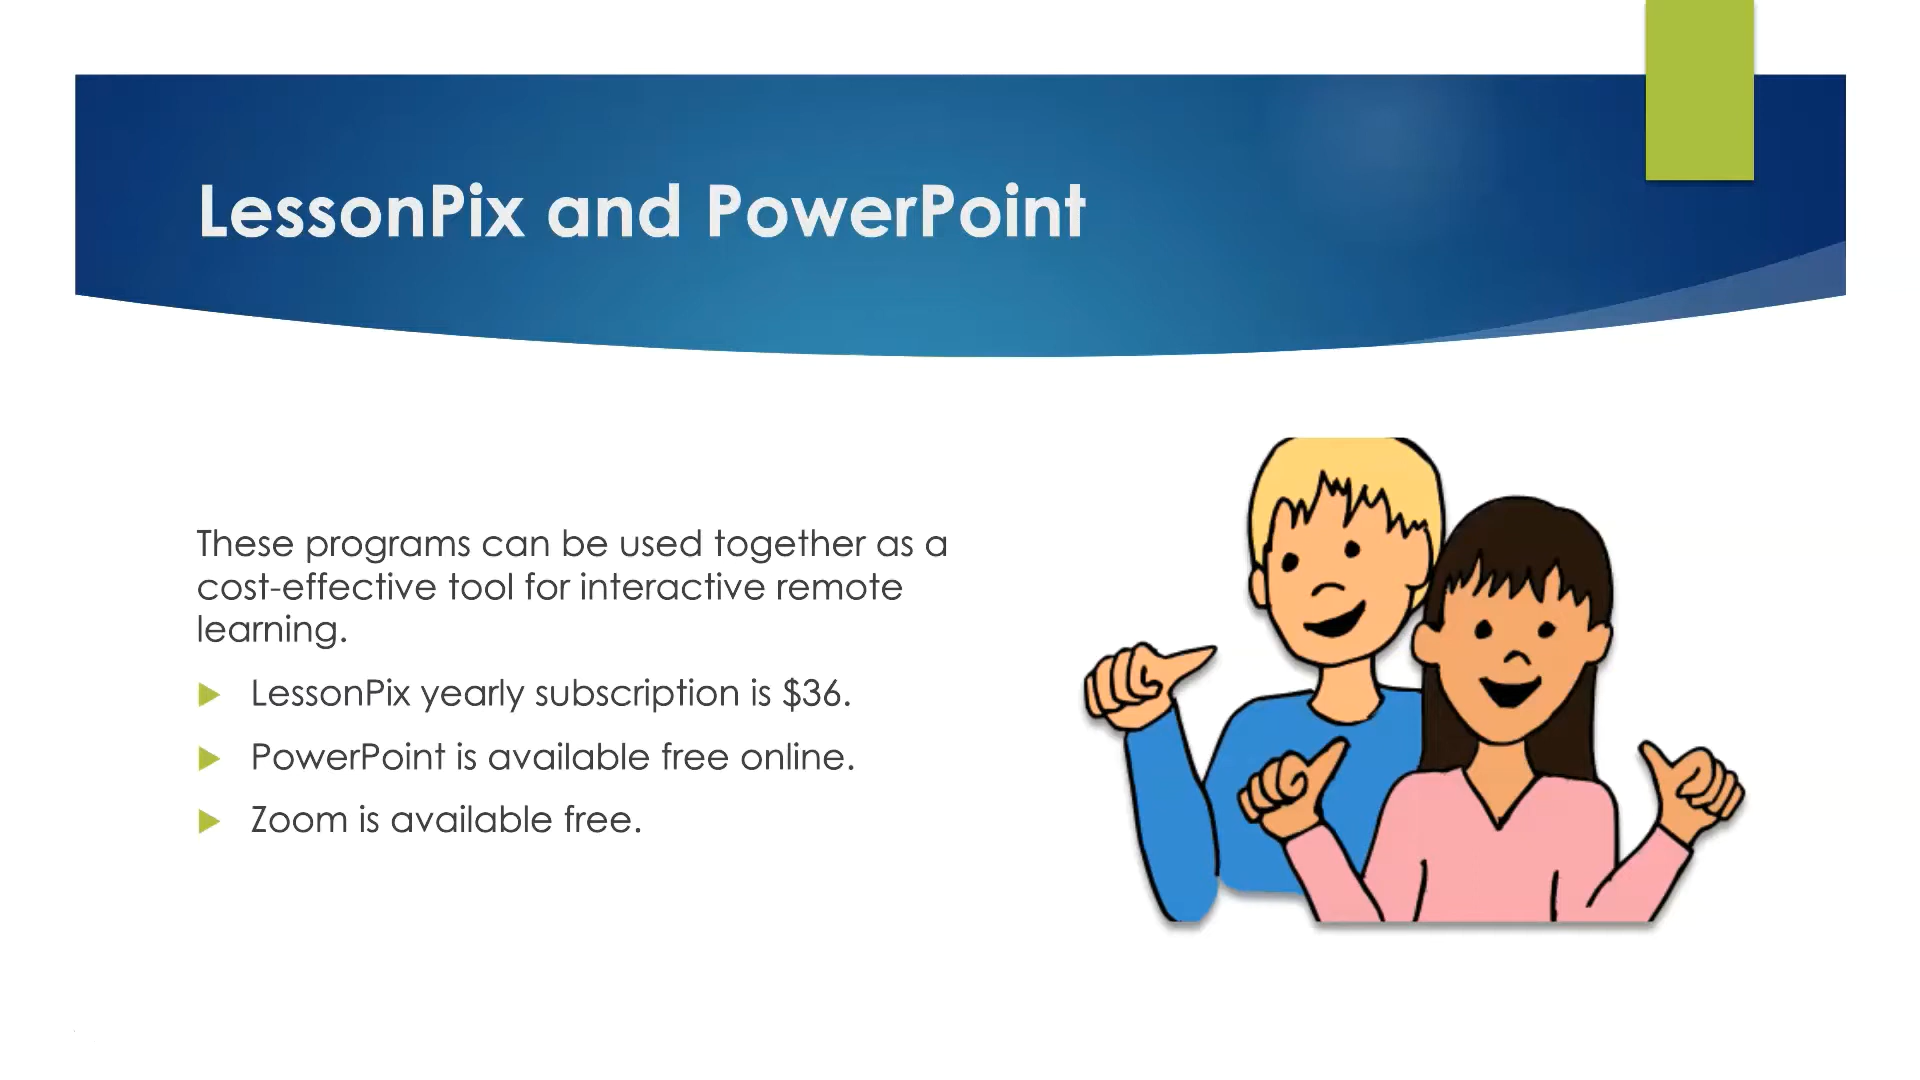 LessonPix and PowerPoint
These programs can be used together as a
cost-effective tool for interactive remote
learning.
LessonPix yearly subscription is $36.
PowerPoint is available free online.
Zoom is available free.